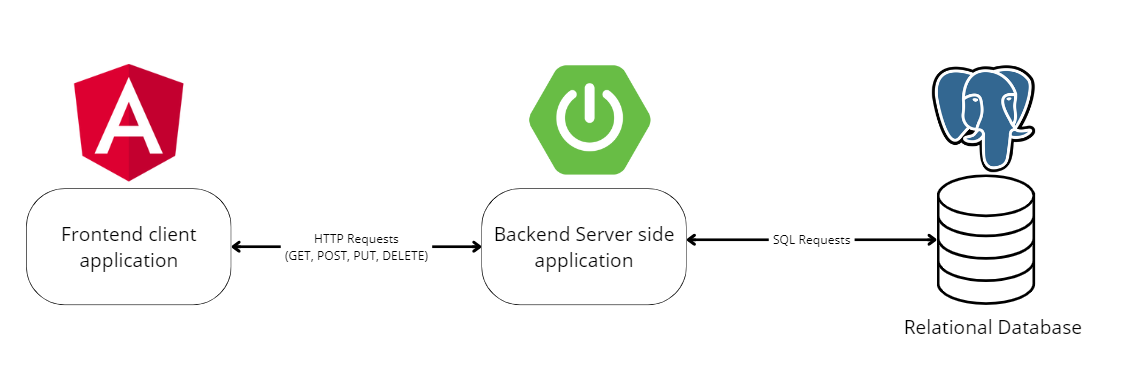 Frontend client
application
HTTP Requests
(GET, POST, PUT, DELETE)
Backend Server side
application
SQL Requests
Relational Database